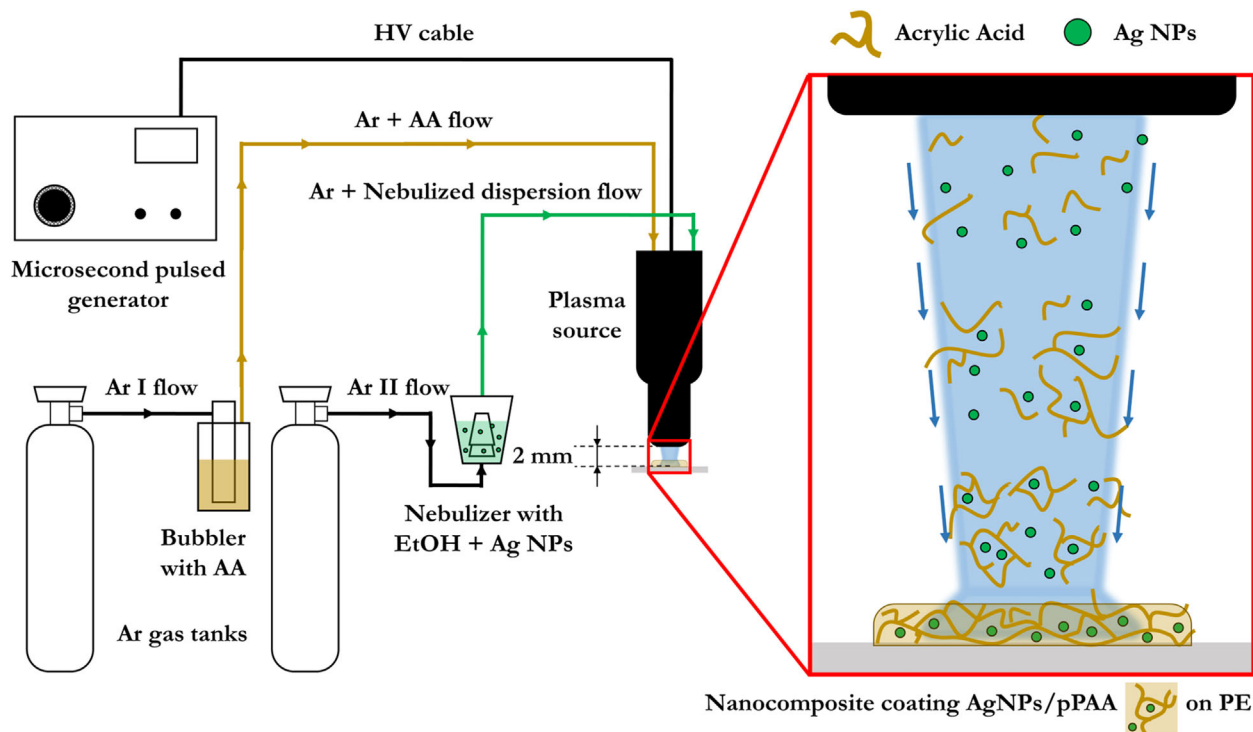 HV cable
Acrylic Acid
Ag NPs
Ar + AA flow
Ar + Nebulized dispersion flow
Microsecond pulsed
generator
Plasma
source
Ar I flow
Ar II flow
2 mm
Bubbler
with AA
Nebulizer with
EtOH + Ag NPs
Ar gas tanks
Nanocomposite coating AgNPs/pPAA on PE